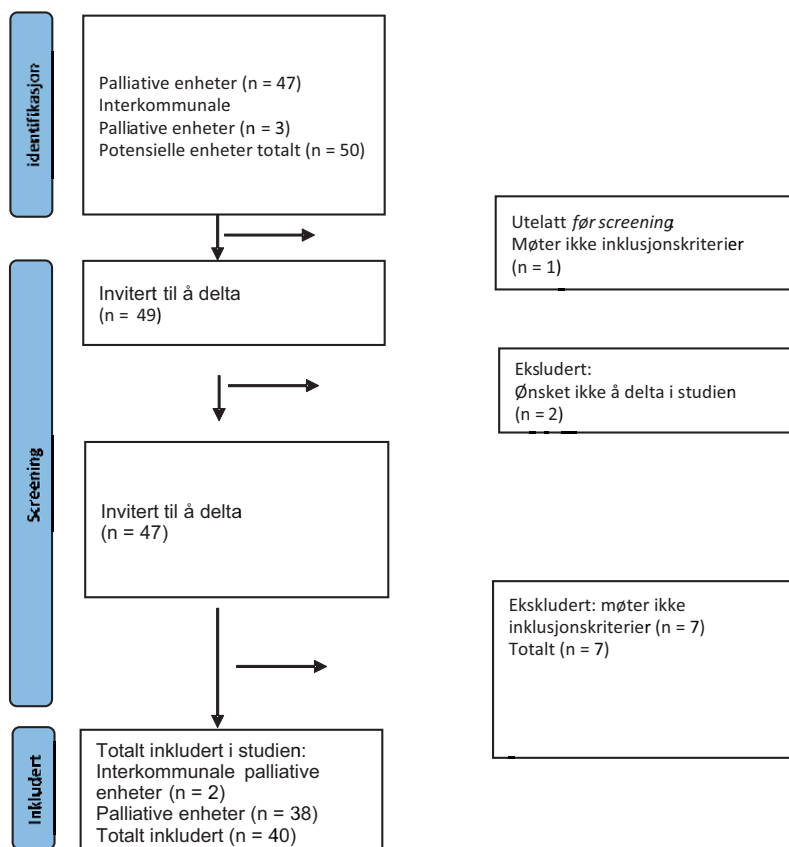 identifikasjon
Palliative enheter (n = 47)
Interkommunale
Palliative enheter (n = 3)
Potensielle enheter totalt (n = 50)
Utelatt før screening
Møter ikke inklusjonskriterier
(n = 1)
Screening
Invitert til å delta
(n = 49)
Eksludert:
Ønsket ikke å delta i studien
(n = 2)
Invitert til å delta
(n = 47)
Ekskludert: møter ikke
inklusjonskriterier (n = 7)
Totalt (n = 7)
Inkludert
Totalt inkludert i studien:
Interkommunale palliative
enheter (n = 2)
Palliative enheter (n = 38)
Totalt inkludert (n = 40)